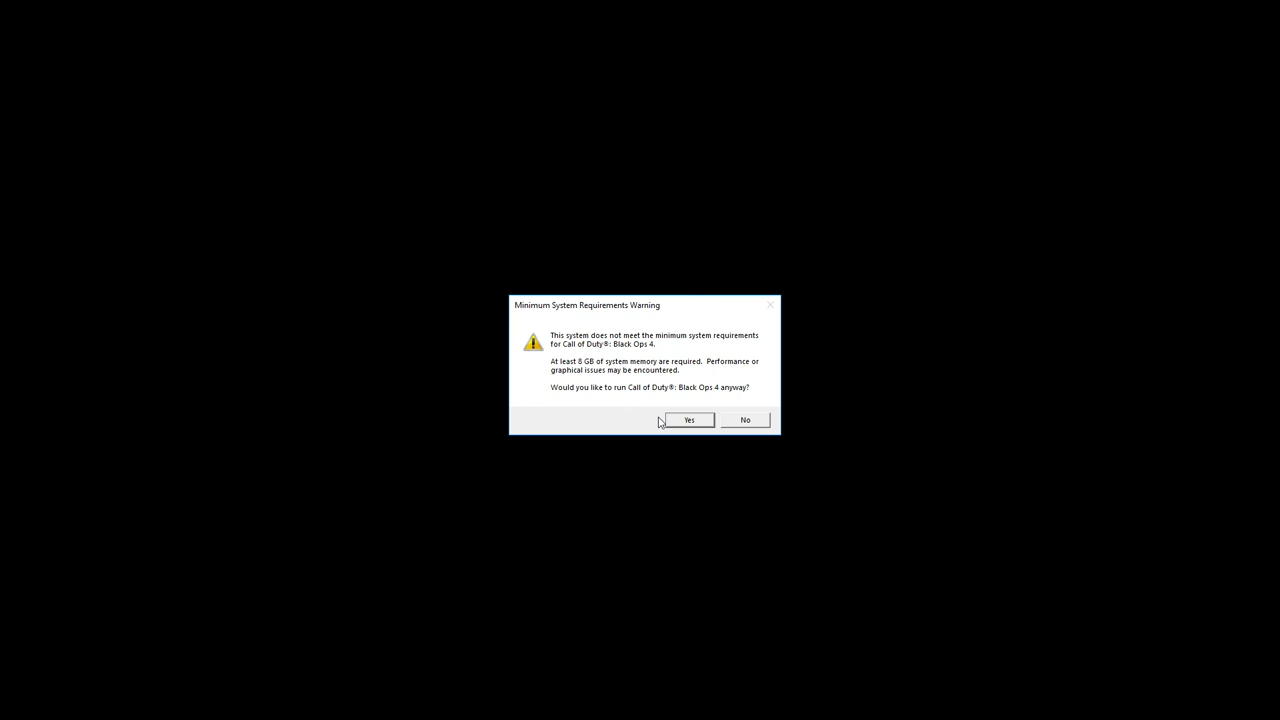 Minimum System Requirements Warning
This system does not meet the minimum system requirements
for Call of Duty®: Black Ops 4.
At least 8 GB of system memory are required.  Performance or
graphical issues may be encountered.
Would you like to run Call of Duty®: Black Ops 4 anyway?
Yes
No